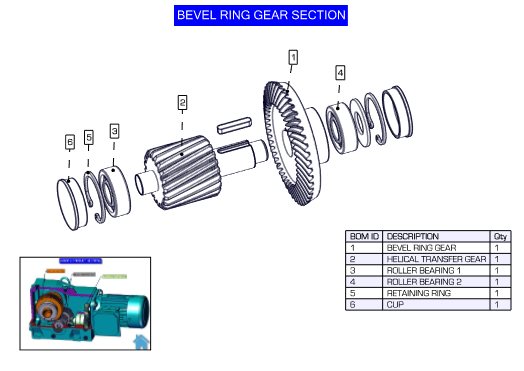 BEVEL RING GEAR SECTION
1
4
2
3
5
6
BOM ID DESCRIPTION Qty
1 BEVEL RING GEAR 1
2 HELICAL TRANSFER GEAR 1
3 ROLLER BEARING 1 1
4 ROLLER BEARING 2 1
5 RETAINING RING 1
6 CUP 1